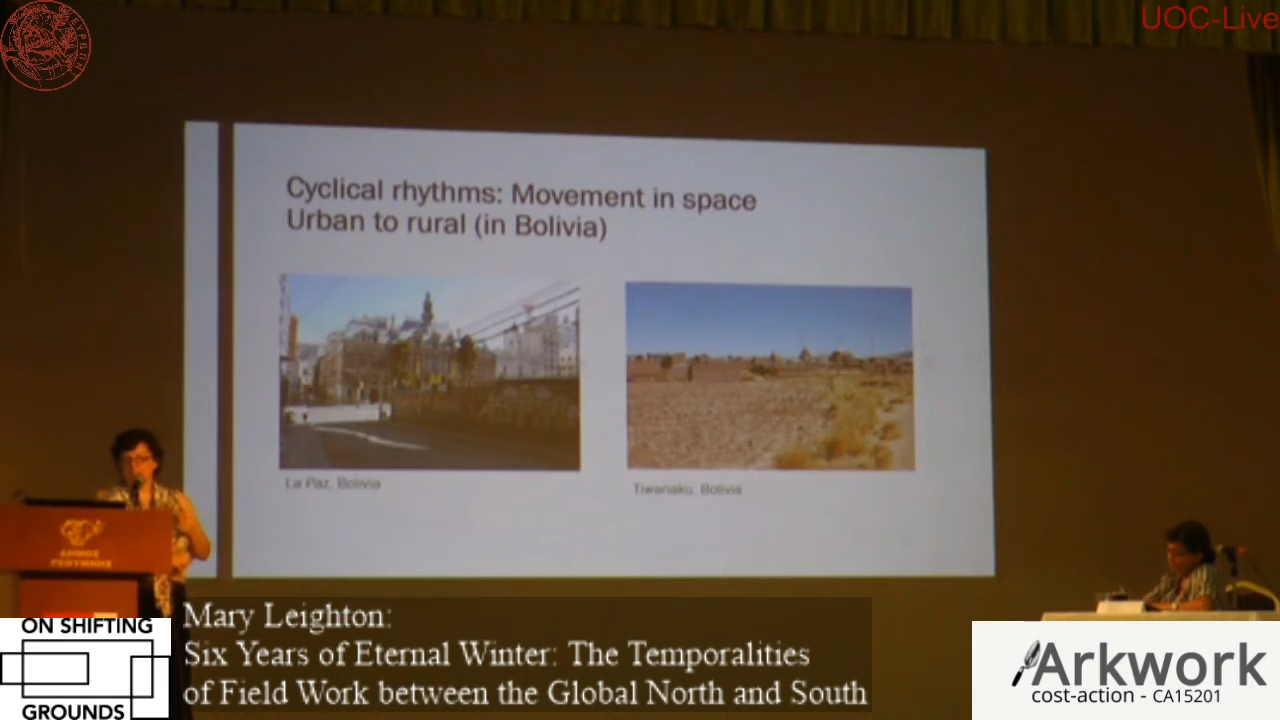 UOC-Live
Cyclical rhythms: Movement in space
Urban to rural (in Bolivia)
La Paz, Bolivia
Tiwanaku, Bolivia
ΔΗΜΟΣ
ΡΕΘΥΜΝΗΣ
Mary Leighton:
Six Years of Eternal Winter: The Temporalities
of Field Work between the Global North and South
ON SHIFTING
GROUNDS
Arkwork
cost-action - CA15201